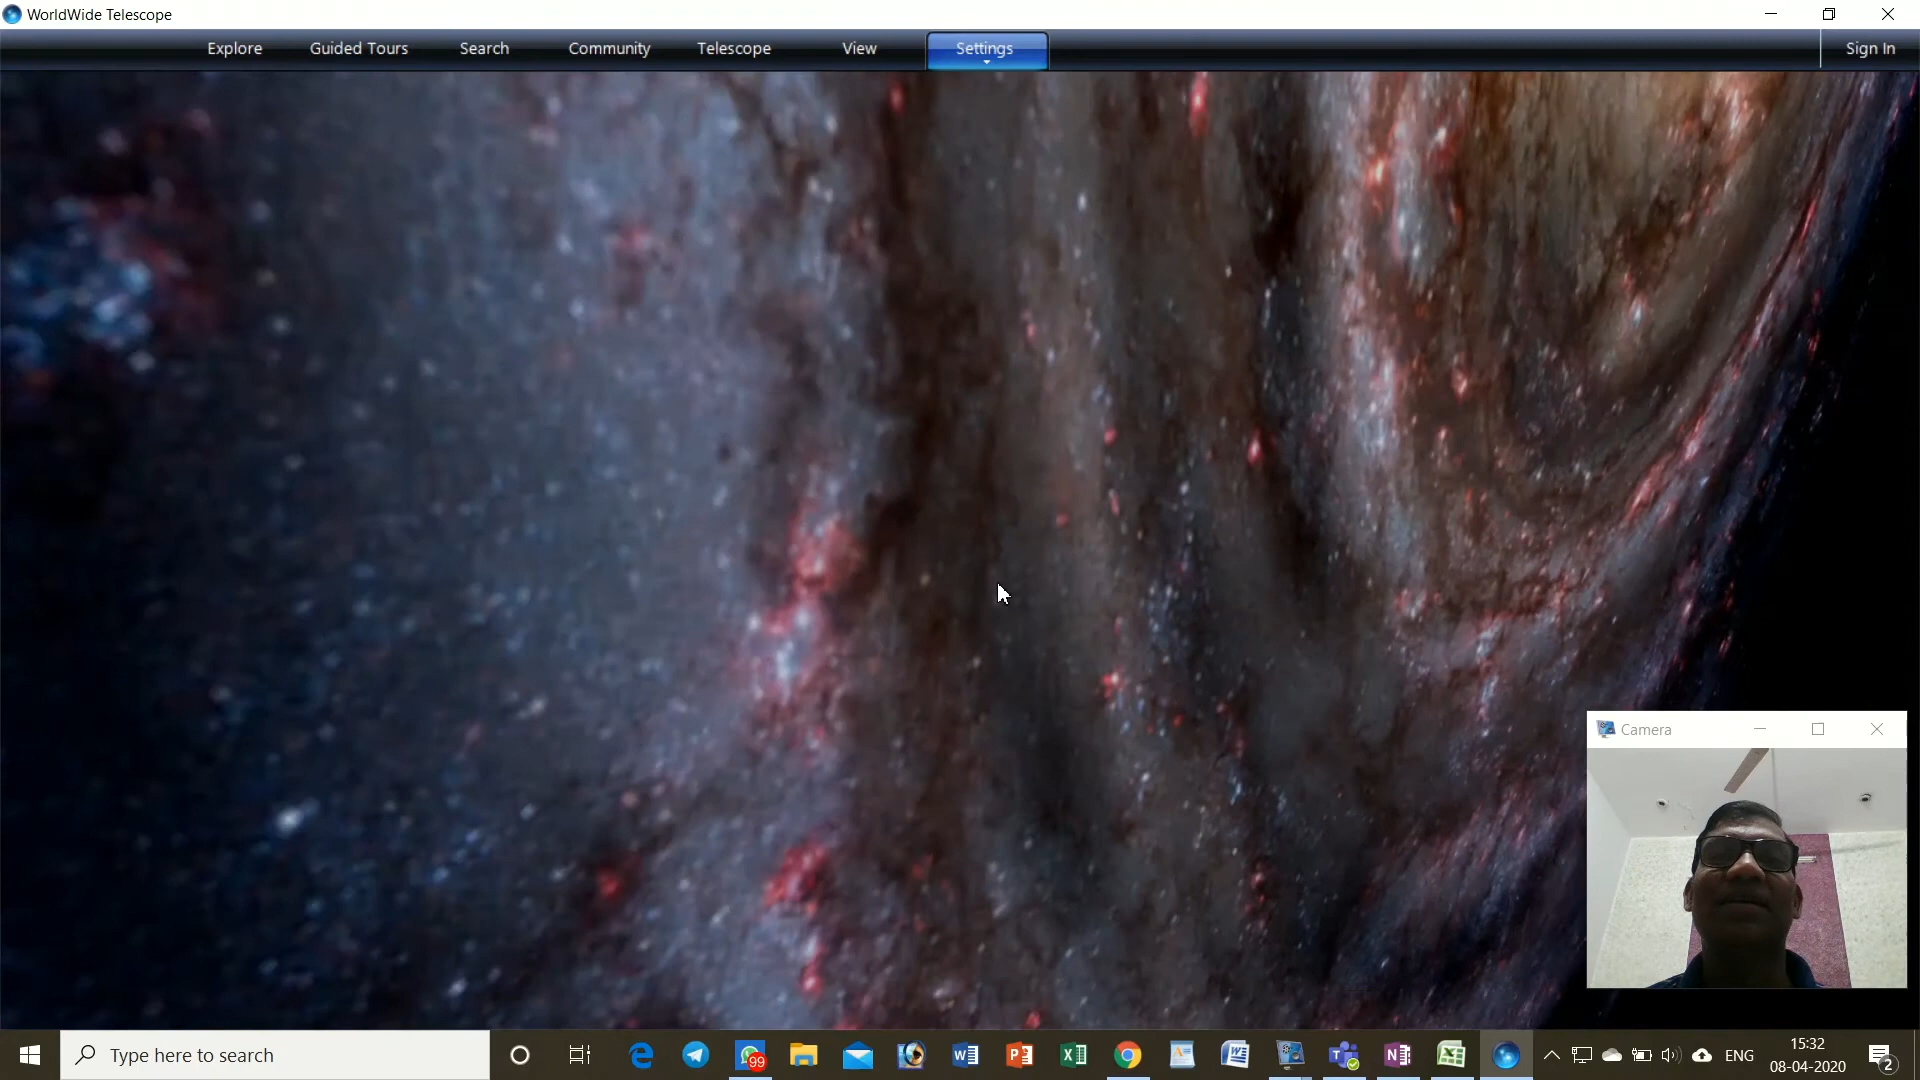 WorldWide Telescope
Explore Guided Tours Search Community Telescope View Settings Sign In
Camera
Type here to search
99
ENG
15:32
08-04-2020
2